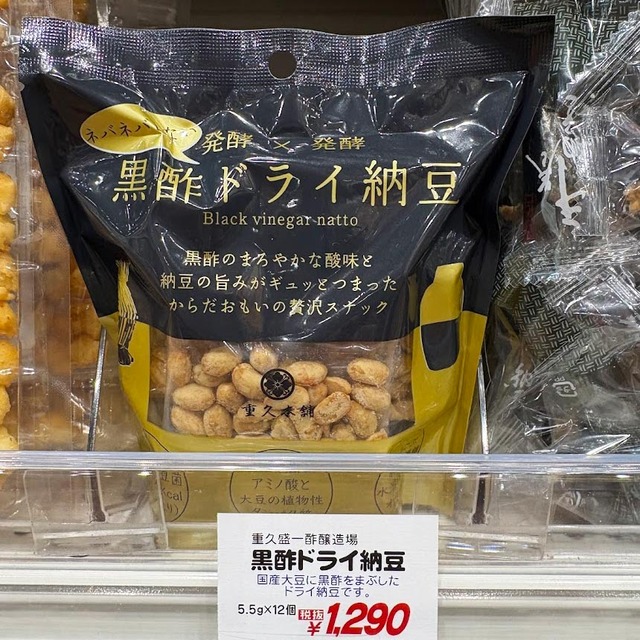 ネバネバしない
発酵 × 発酵
黒酢ドライ納豆
Black vinegar natto
黒酢のまろやかな酸味と
納豆の旨みがギュッとつまった
からだおもいの贅沢スナック
重久本舗
アミノ酸と
大豆の植物性
重久盛一酢醸造場
黒酢ドライ納豆
国産大豆に黒酢をまぶした
ドライ納豆です。
5.5g×12個 税抜 ¥1,290